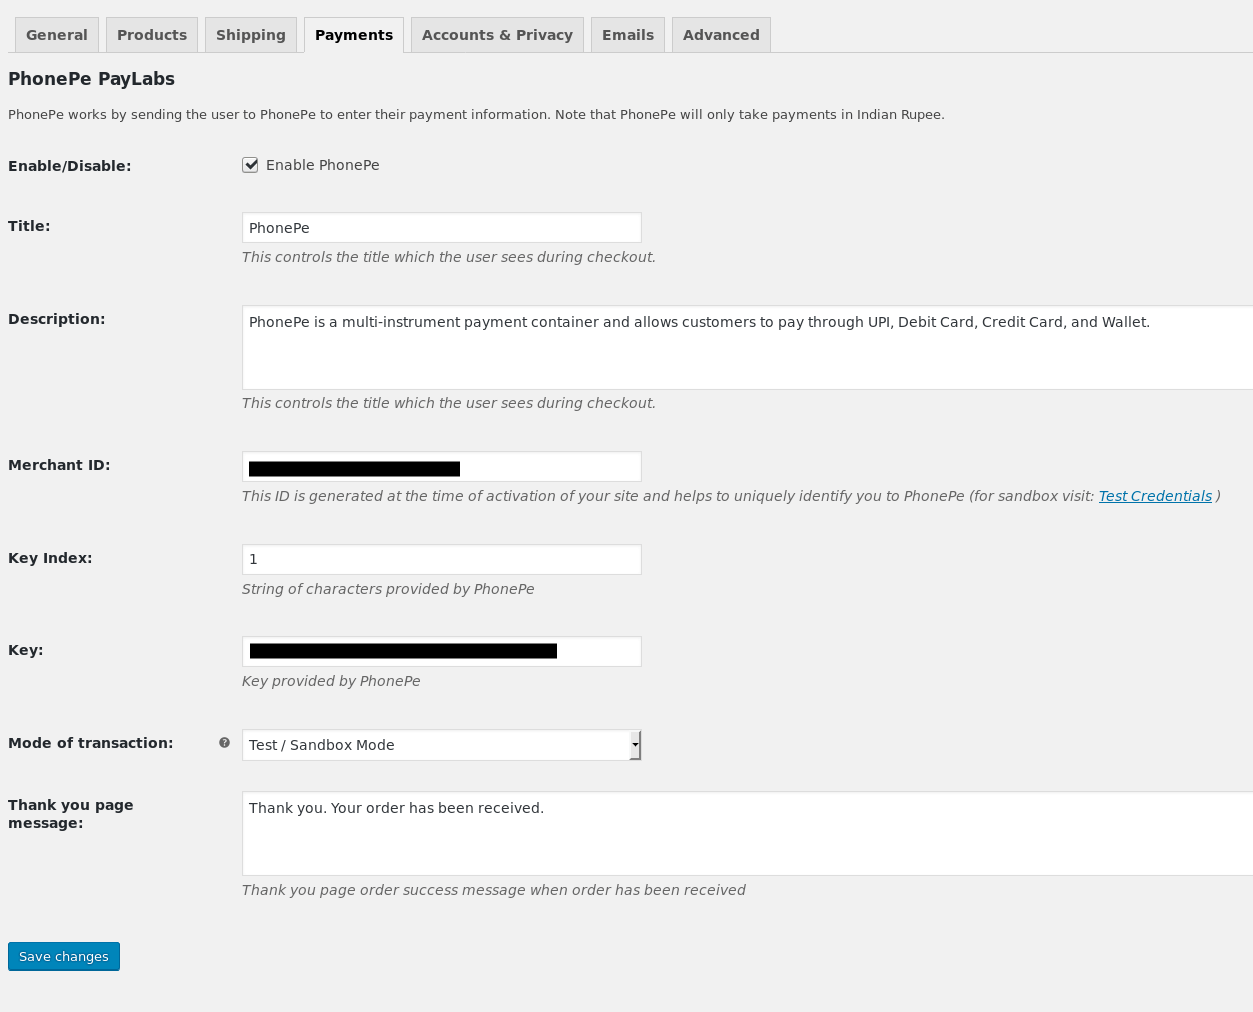 General Products Shipping Payments Accounts & Privacy Emails Advanced
PhonePe PayLabs
PhonePe works by sending the user to PhonePe to enter their payment information. Note that PhonePe will only take payments in Indian Rupee.
Enable/Disable: Enable PhonePe
Title: PhonePe
This controls the title which the user sees during checkout.
Description: PhonePe is a multi-instrument payment container and allows customers to pay through UPI, Debit Card, Credit Card, and Wallet.
This controls the title which the user sees during checkout.
Merchant ID:
This ID is generated at the time of activation of your site and helps to uniquely identify you to PhonePe (for sandbox visit: Test Credentials )
Key Index: 1
String of characters provided by PhonePe
Key:
Key provided by PhonePe
Mode of transaction: ? Test / Sandbox Mode
Thank you page
message:
Thank you. Your order has been received.
Thank you page order success message when order has been received
Save changes